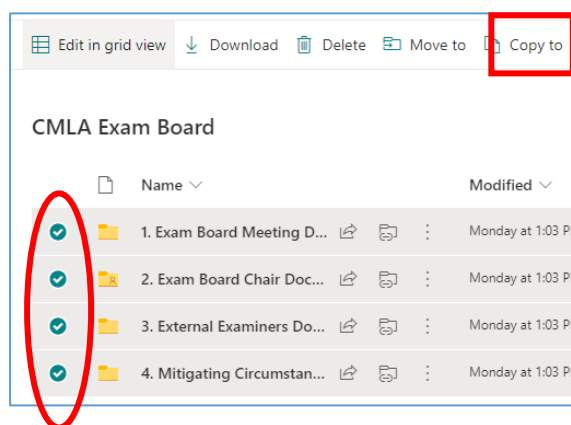 Edit in grid view Download Delete Move to Copy to
CMLA Exam Board
Name Modified
1. Exam Board Meeting D... Monday at 1:03 P
2. Exam Board Chair Doc... Monday at 1:03 P
3. External Examiners Do... Monday at 1:03 P
4. Mitigating Circumstan... Monday at 1:03 P